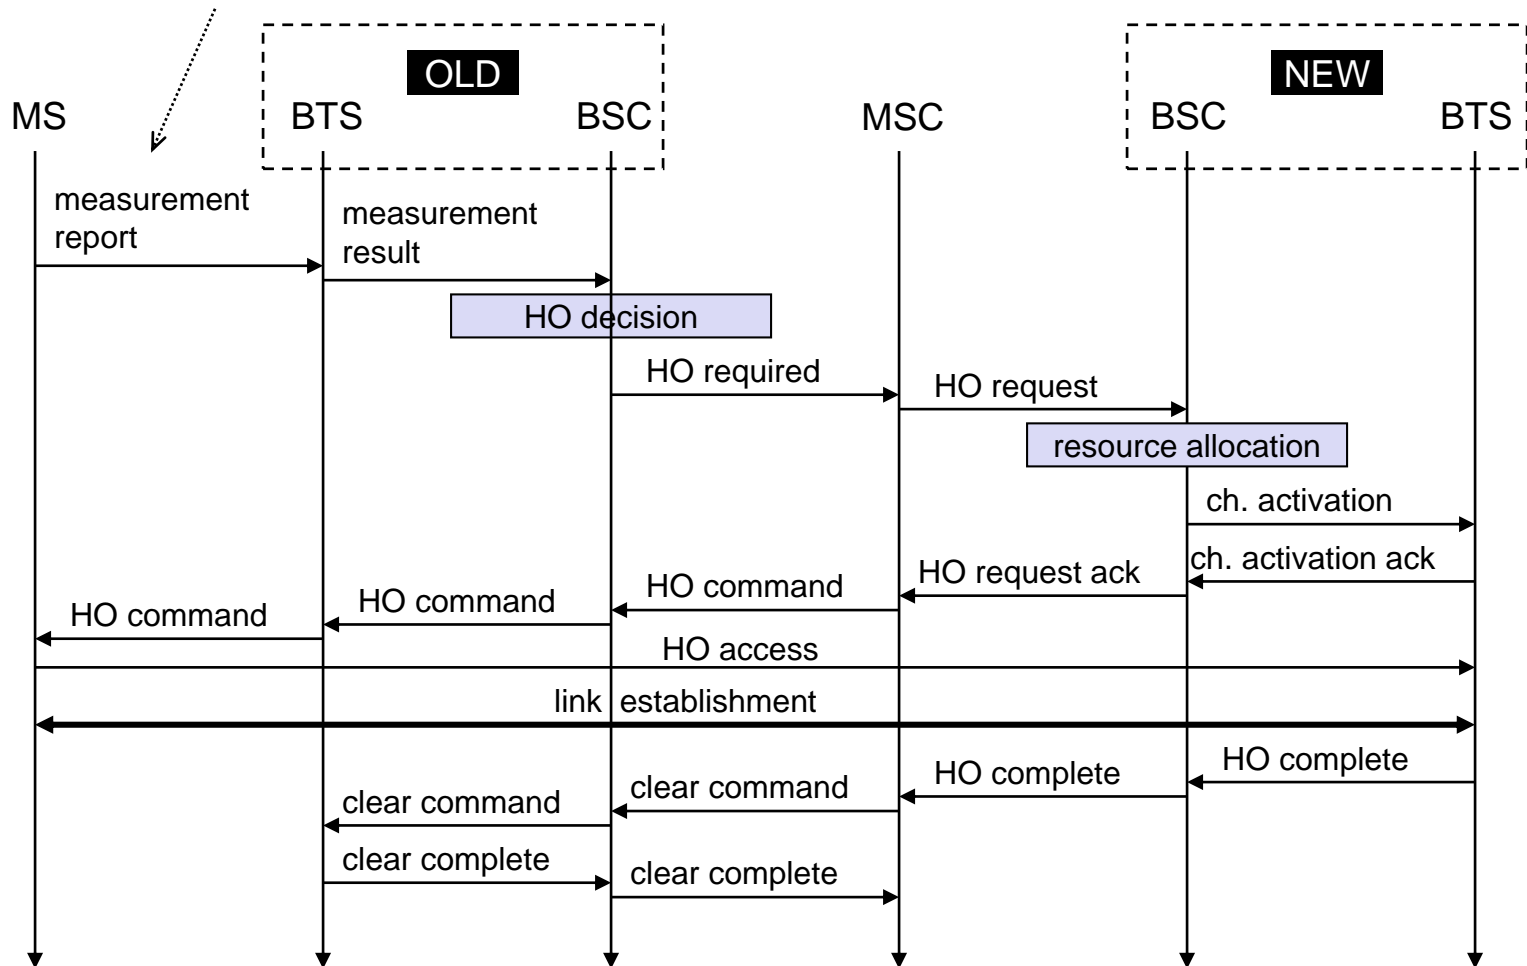 OLD
NEW
MS
BTS
BSC
MSC
BSC
BTS
measurement
report
measurement
result
HO decision
HO required
HO request
resource allocation
ch. activation
ch. activation ack
HO request ack
HO command
HO command
HO command
HO access
link establishment
HO complete
HO complete
clear command
clear command
clear complete
clear complete